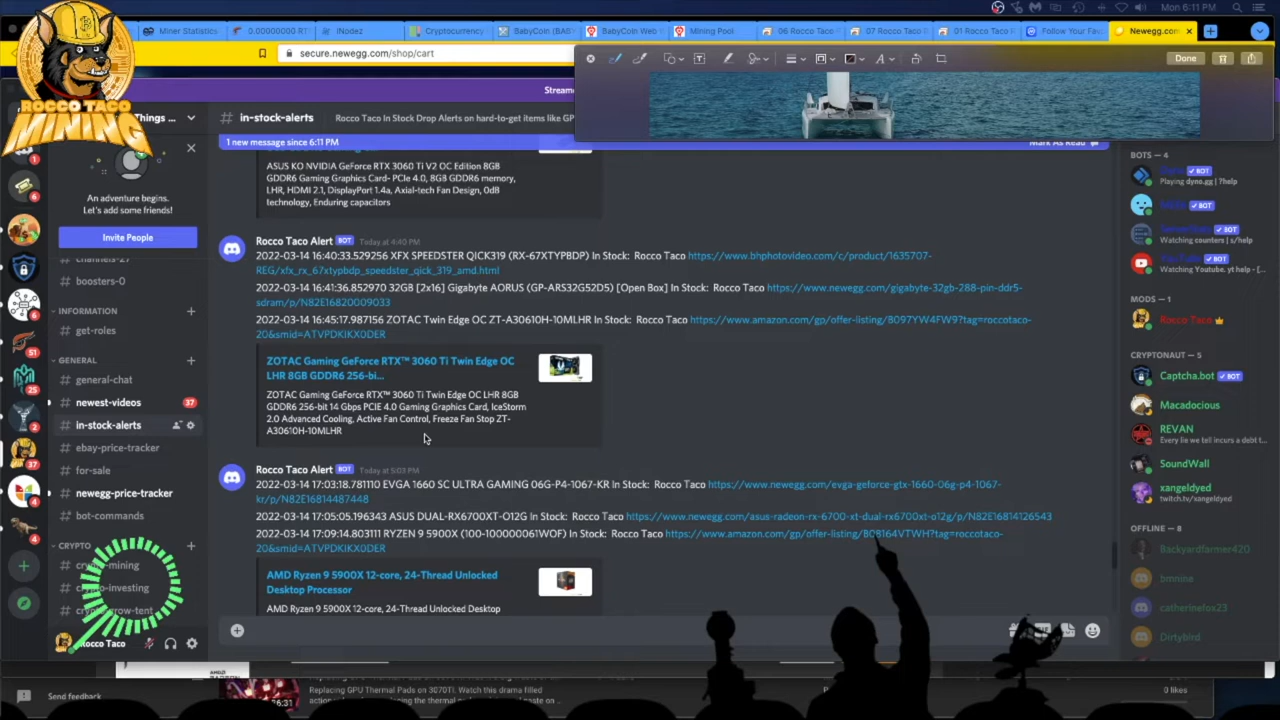 Mon 6:11 PM
Miner Statistics
0.00000000 RT
iNodez
Cryptocurrency
BabyCoin (BAB
BabyCoin Web
Mining Pool
06 Rocco Taco
07 Rocco Taco
01 Rocco Taco
Follow Your Fav
Newegg.com
secure.newegg.com/shop/cart
Done
ROCCO TACO
MINING
Streame
Things ...
in-stock-alerts
Rocco Taco In Stock Drop Alerts on hard-to-get items like GP
1 new message since 6:11 PM
Mark As Read
An adventure begins.
Let's add some friends!
Invite People
boosters-0
INFORMATION
get-roles
GENERAL
general-chat
newest-videos
37
in-stock-alerts
ebay-price-tracker
for-sale
newegg-price-tracker
bot-commands
CRYPTO
crypto-mining
crypto-investing
crypto-grow-tent
Rocco Taco
ASUS KO NVIDIA GeForce RTX 3060 Ti V2 OC Edition 8GB
GDDR6 Gaming Graphics Card- PCIe 4.0, 8GB GDDR6 memory,
LHR, HDMI 2.1, DisplayPort 1.4a, Axial-tech Fan Design, 0dB
technology, Enduring capacitors
Rocco Taco Alert BOT Today at 4:40 PM
2022-03-14 16:40:33.529256 XFX SPEEDSTER QICK319 (RX-67XTYPBDP) In Stock: Rocco Taco https://www.bhphotovideo.com/c/product/1635707-
REG/xfx_rx_67xtypbdp_speedster_qick_319_amd.html
2022-03-14 16:41:36.852970 32GB [2x16] Gigabyte AORUS (GP-ARS32G52D5) [Open Box] In Stock: Rocco Taco https://www.newegg.com/gigabyte-32gb-288-pin-ddr5-
sdram/p/N82E16820009033
2022-03-14 16:45:17.987156 ZOTAC Twin Edge OC ZT-A30610H-10MLHR In Stock: Rocco Taco https://www.amazon.com/gp/offer-listing/B097YW4FW9?tag=roccotaco-
20&smid=ATVPDKIKX0DER
ZOTAC Gaming GeForce RTX™ 3060 Ti Twin Edge OC
LHR 8GB GDDR6 256-bi...
ZOTAC Gaming GeForce RTX™ 3060 Ti Twin Edge OC LHR 8GB
GDDR6 256-bit 14 Gbps PCIE 4.0 Gaming Graphics Card, IceStorm
2.0 Advanced Cooling, Active Fan Control, Freeze Fan Stop ZT-
A30610H-10MLHR
Rocco Taco Alert BOT Today at 5:03 PM
2022-03-14 17:03:18.781110 EVGA 1660 SC ULTRA GAMING 06G-P4-1067-KR In Stock: Rocco Taco https://www.newegg.com/evga-geforce-gtx-1660-06g-p4-1067-
kr/p/N82E16814487448
2022-03-14 17:05:05.196343 ASUS DUAL-RX6700XT-O12G In Stock: Rocco Taco https://www.newegg.com/asus-radeon-rx-6700-xt-dual-rx6700xt-o12g/p/N82E16814126543
2022-03-14 17:09:14.803111 RYZEN 9 5900X (100-100000061WOF) In Stock: Rocco Taco https://www.amazon.com/gp/offer-listing/B08164VTWH?tag=roccotaco-
20&smid=ATVPDKIKX0DER
AMD Ryzen 9 5900X 12-core, 24-Thread Unlocked
Desktop Processor
AMD Ryzen 9 5900X 12-core, 24-Thread Unlocked Desktop
BOTS — 4
BOT
Playing dyno.gg | ?help
BOT
BOT
Watching counters | s/help
BOT
Watching Youtube. yt help - [...
MODS — 1
Rocco Taco
CRYPTONAUT — 5
Captcha.bot BOT
Macadocious
REVAN
Every lie we tell incurs a debt t...
SoundWall
xangeldyed
twitch.tv/xangeldyed
OFFLINE — 8
Backyardfarmer420
bmnine
catherinefox23
Dirtybird
Send feedback
26:31
Replacing GPU Thermal Pads on 3070Ti. Watch this drama filled
0 likes